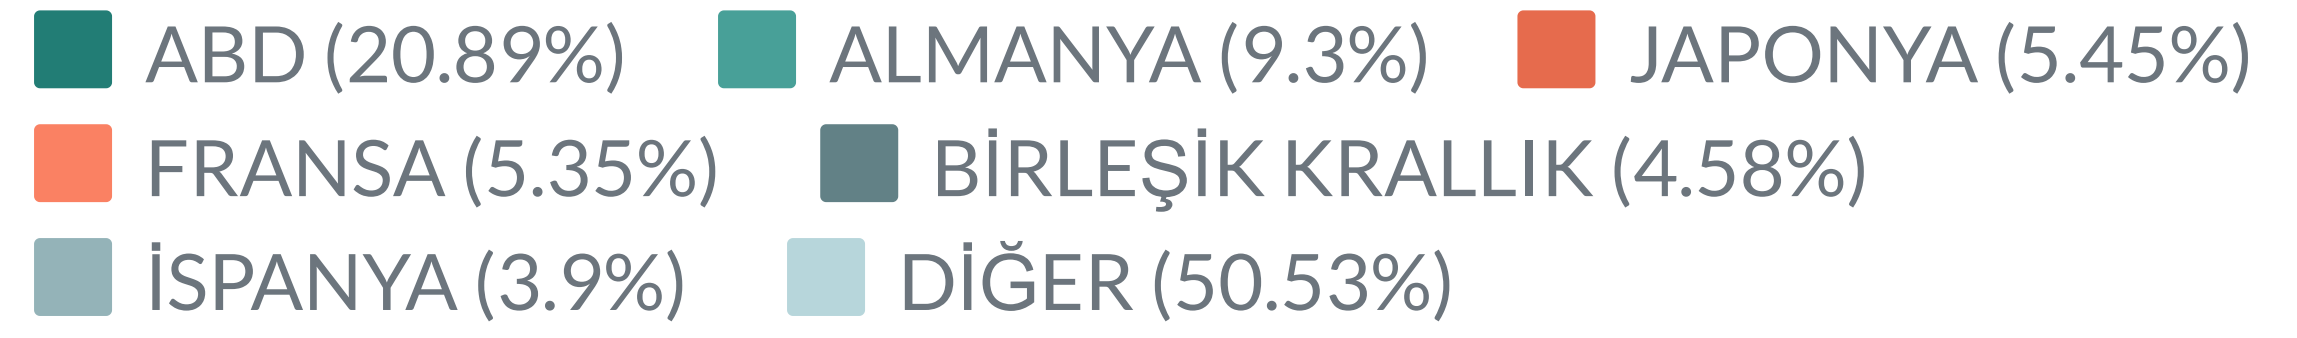 ABD (20.89%) ALMANYA (9.3%) JAPONYA (5.45%)
FRANSA (5.35%) BİRLEŞİK KRALLIK (4.58%)
İSPANYA (3.9%) DİĞER (50.53%)